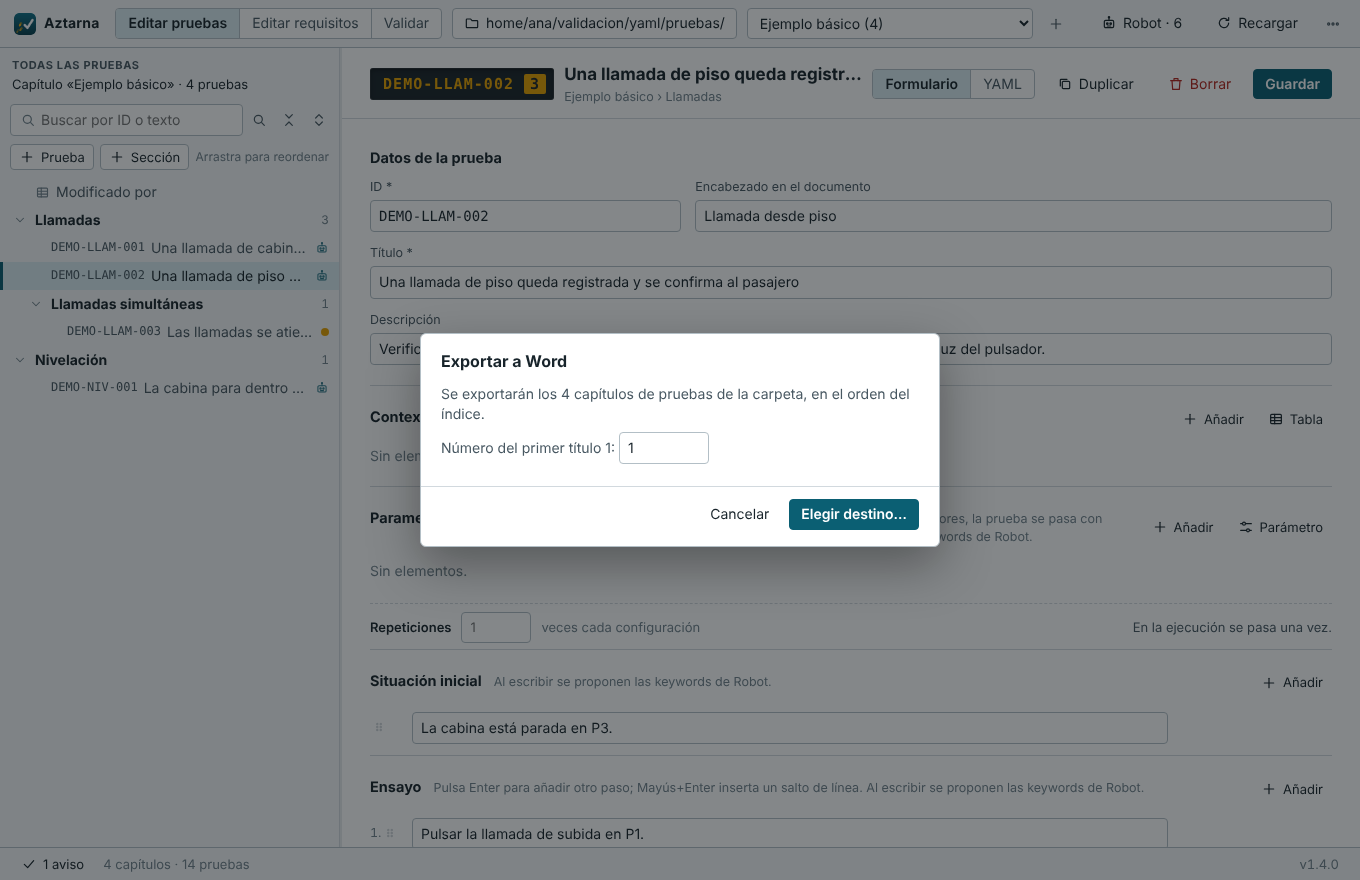 Aztarna
Editar pruebas
Editar requisitos
Validar
home/ana/validacion/yaml/pruebas/
Ejemplo básico (4)
Robot · 6
Recargar
TODAS LAS PRUEBAS
Capítulo «Ejemplo básico» · 4 pruebas
Buscar por ID o texto
Prueba
Sección
Arrastra para reordenar
Modificado por
Llamadas 3
DEMO-LLAM-001 Una llamada de cabin...
DEMO-LLAM-002 Una llamada de piso ...
Llamadas simultáneas 1
DEMO-LLAM-003 Las llamadas se atie...
Nivelación 1
DEMO-NIV-001 La cabina para dentro ...
DEMO-LLAM-002 3
Una llamada de piso queda registr...
Ejemplo básico › Llamadas
Formulario
YAML
Duplicar
Borrar
Guardar
Datos de la prueba
ID *
Encabezado en el documento
DEMO-LLAM-002
Llamada desde piso
Título *
Una llamada de piso queda registrada y se confirma al pasajero
Descripción
del pulsador.
Exportar a Word
Se exportarán los 4 capítulos de pruebas de la carpeta, en el orden del
índice.
Número del primer título 1: 1
Cancelar
Elegir destino...
Añadir
Tabla
la prueba se pasa con
de Robot.
Añadir
Parámetro
Sin elementos.
Repeticiones 1 veces cada configuración
En la ejecución se pasa una vez.
Situación inicial
Al escribir se proponen las keywords de Robot.
Añadir
La cabina está parada en P3.
Ensayo
Pulsa Enter para añadir otro paso; Mayús+Enter inserta un salto de línea. Al escribir se proponen las keywords de Robot.
Añadir
1. Pulsar la llamada de subida en P1.
1 aviso
4 capítulos · 14 pruebas
v1.4.0